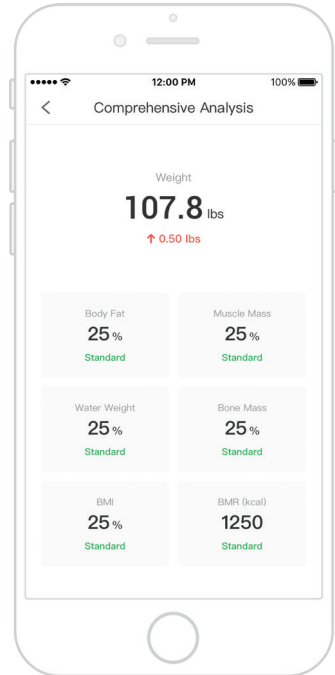 12:00 PM 100%
Comprehensive Analysis
Weight
107.8 lbs
↑ 0.50 lbs
Body Fat Muscle Mass
25 % 25 %
Standard Standard
Water Weight Bone Mass
25 % 25 %
Standard Standard
BMI BMR (kcal)
25 % 1250
Standard Standard